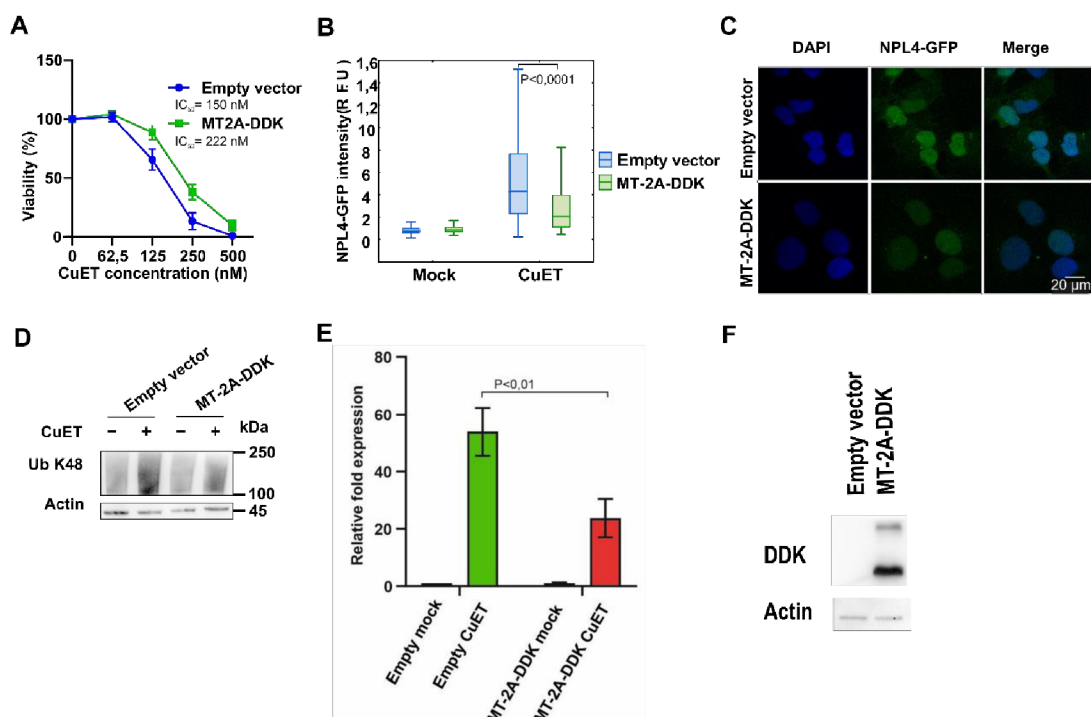 A
150
100
50
0
Viability (%)
0 62,5 125 250 500
CuET concentration (nM)
Empty vector
IC₅₀= 150 nM
MT2A-DDK
IC₅₀= 222 nM
B
1,6
1,4
1,2
10
8
6
4
2
0
NPL4-GFP intensity(R F.U )
P<0,0001
Mock CuET
Empty vector
MT-2A-DDK
C
DAPI NPL4-GFP Merge
Empty vector
MT-2A-DDK
20 µm
D
Empty vector MT-2A-DDK
CuET – + – + kDa
Ub K48
250
100
Actin
45
E
80
60
40
20
0
Relative fold expression
P<0,01
Empty mock
Empty CuET
MT-2A-DDK mock
MT-2A-DDK CuET
F
Empty vector
MT-2A-DDK
DDK
Actin